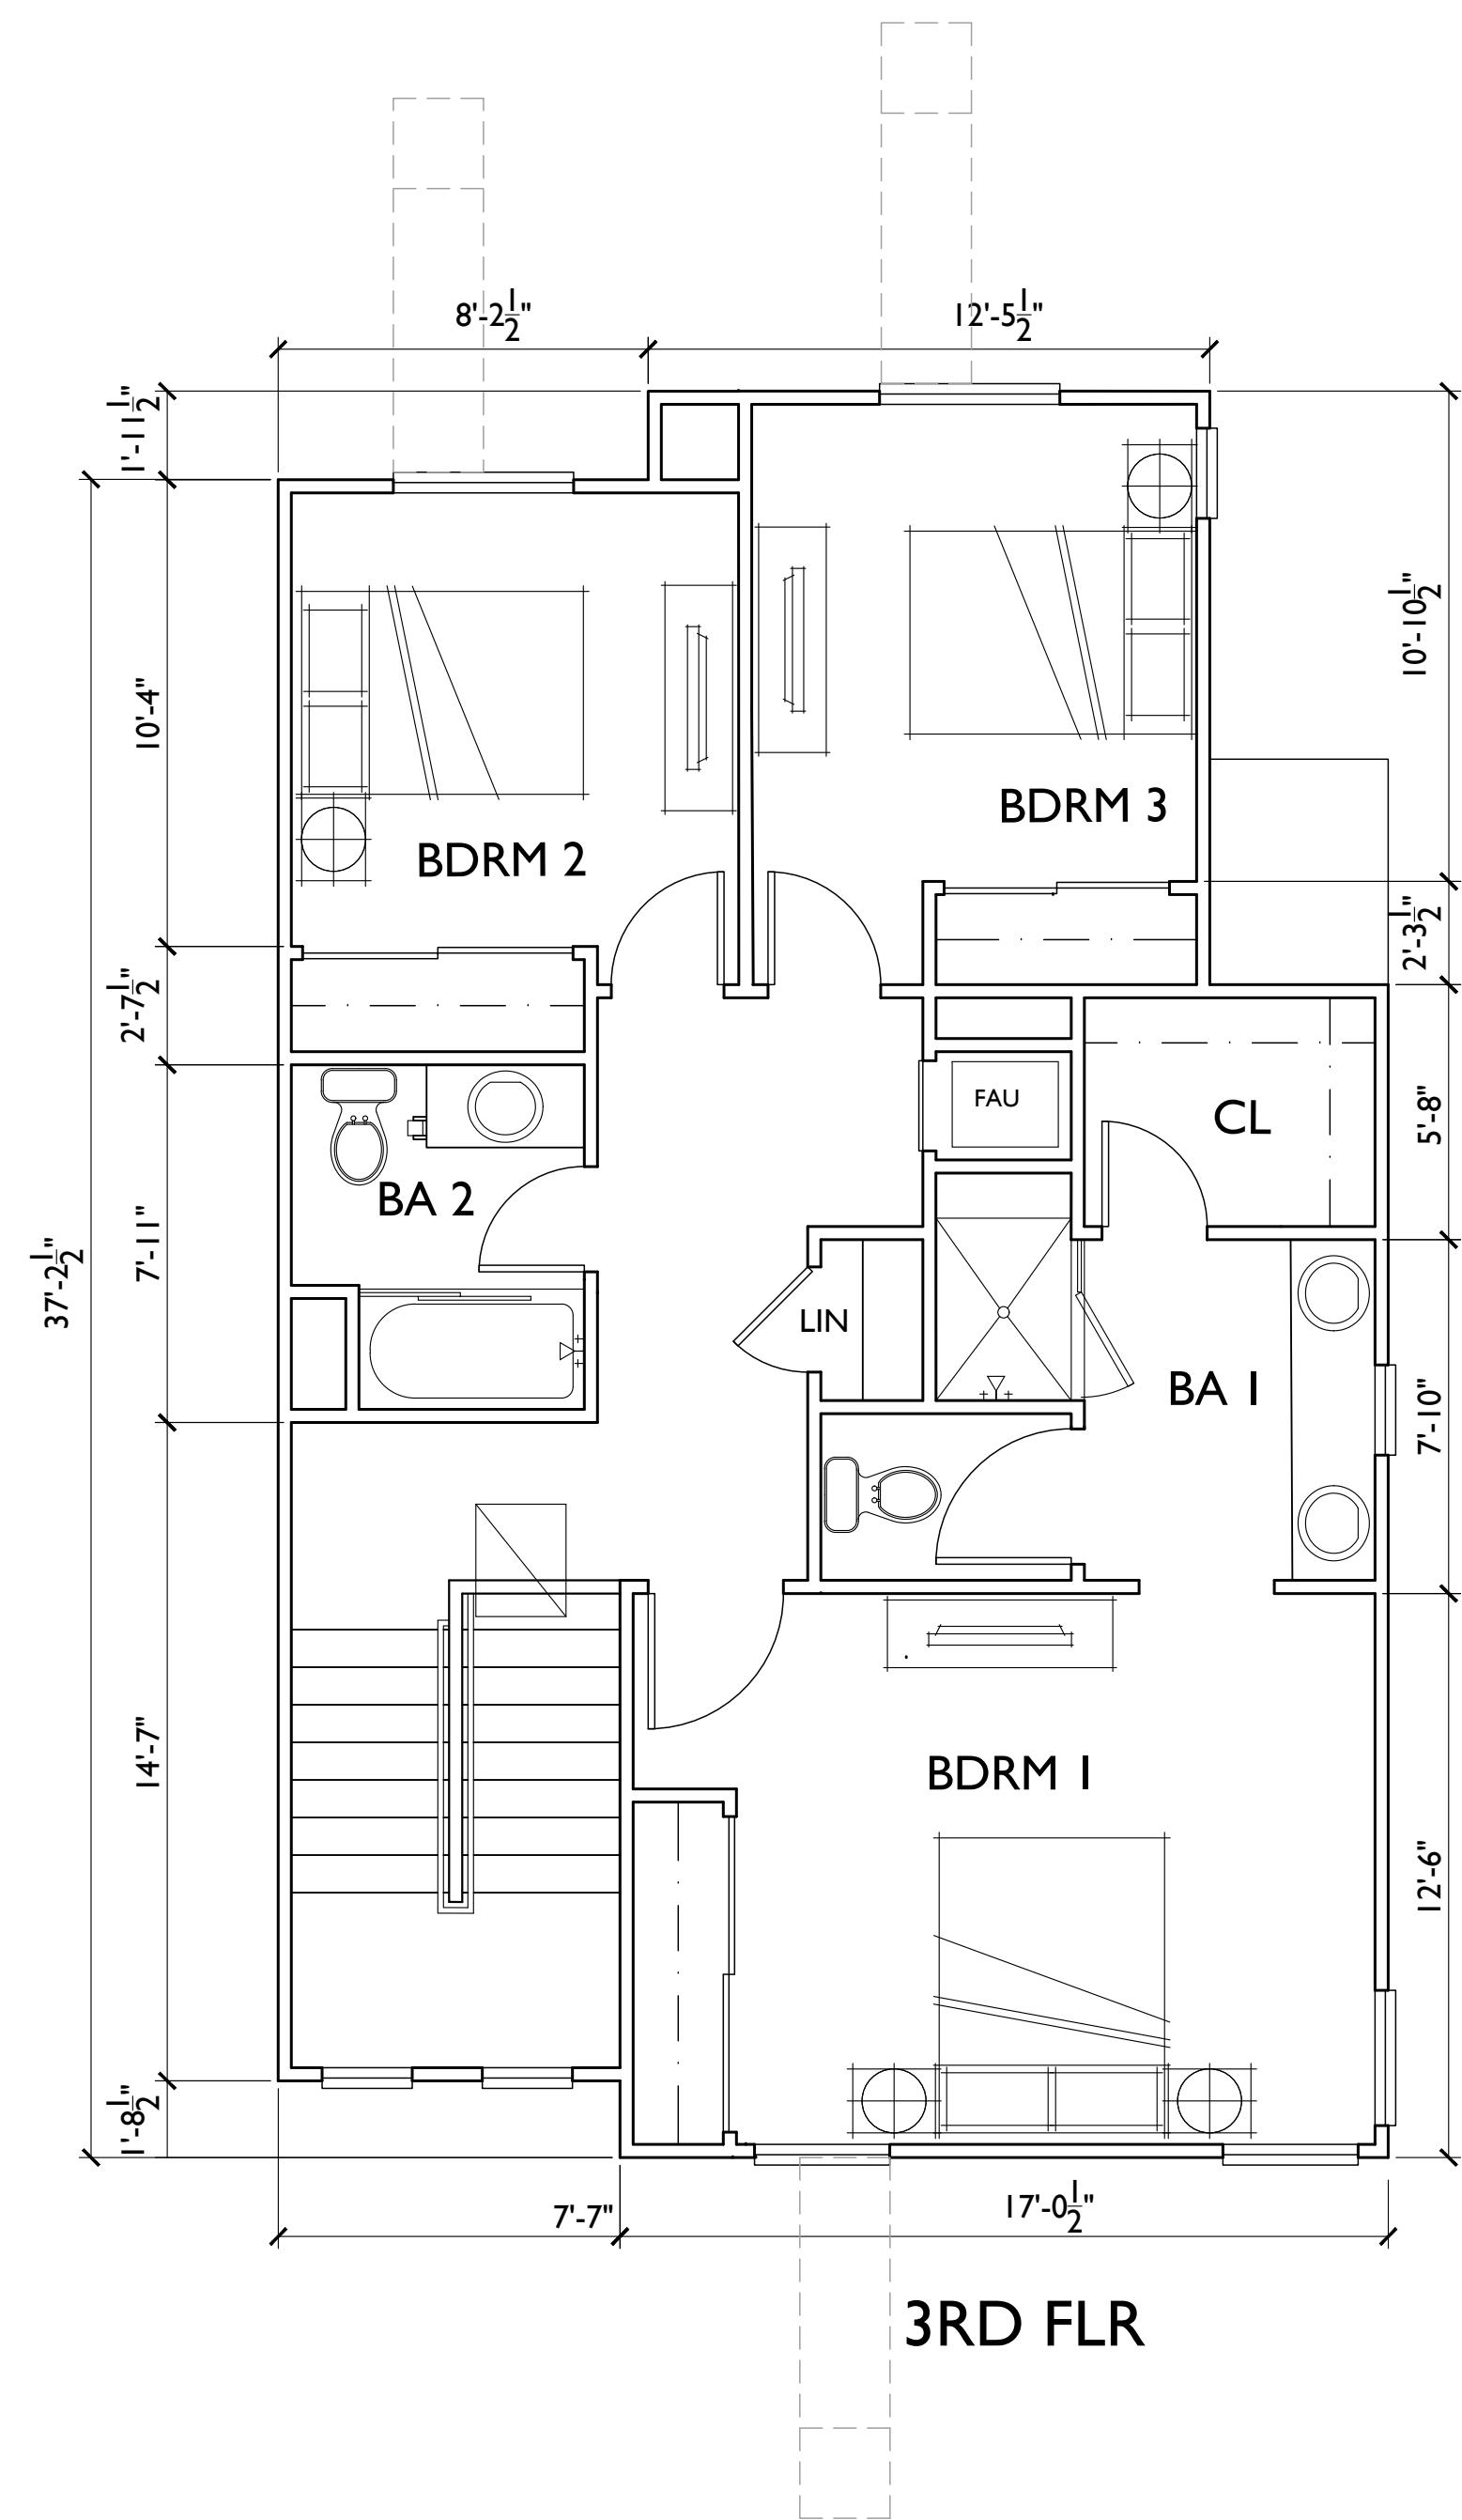 8'-2 1/2"
12'-5 1/2"
1'-11 1/2"
10'-10 1/2"
10'-4"
BDRM 3
BDRM 2
2'-3 1/2"
2'-7 1/2"
FAU
CL
5'-8"
BA 2
7'-11"
37'-2 1/2"
LIN
BA 1
7'-10"
14'-7"
BDRM 1
12'-6"
1'-8 1/2"
7'-7"
17'-0 1/2"
3RD FLR